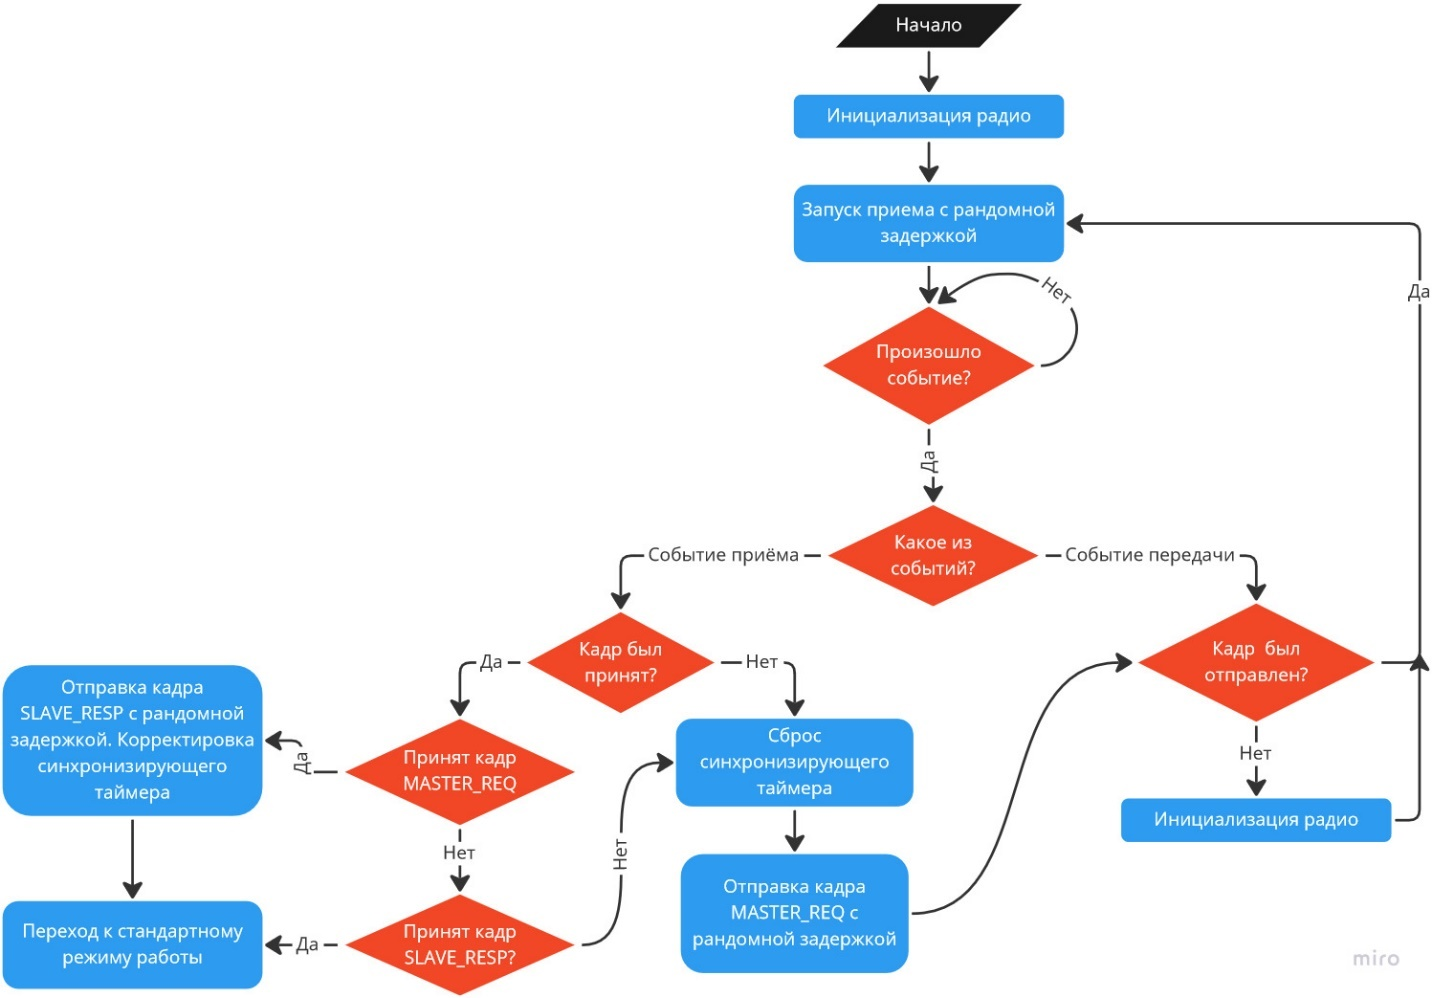 Начало
Инициализация радио
Запуск приема с рандомной
задержкой
Нет
Да
Произошло
событие?
Да
Какое из
событий?
Событие приёма
Событие передачи
Кадр был
принят?
Кадр был
отправлен?
Да
Нет
Отправка кадра
SLAVE_RESP с рандомной
задержкой. Корректировка
синхронизирующего
таймера
Да
Принят кадр
MASTER_REQ
Сброс
синхронизирующего
таймера
Нет
Инициализация радио
Нет
Нет
Отправка кадра
MASTER_REQ с
рандомной задержкой
Переход к стандартному
режиму работы
Да
Принят кадр
SLAVE_RESP?
miro